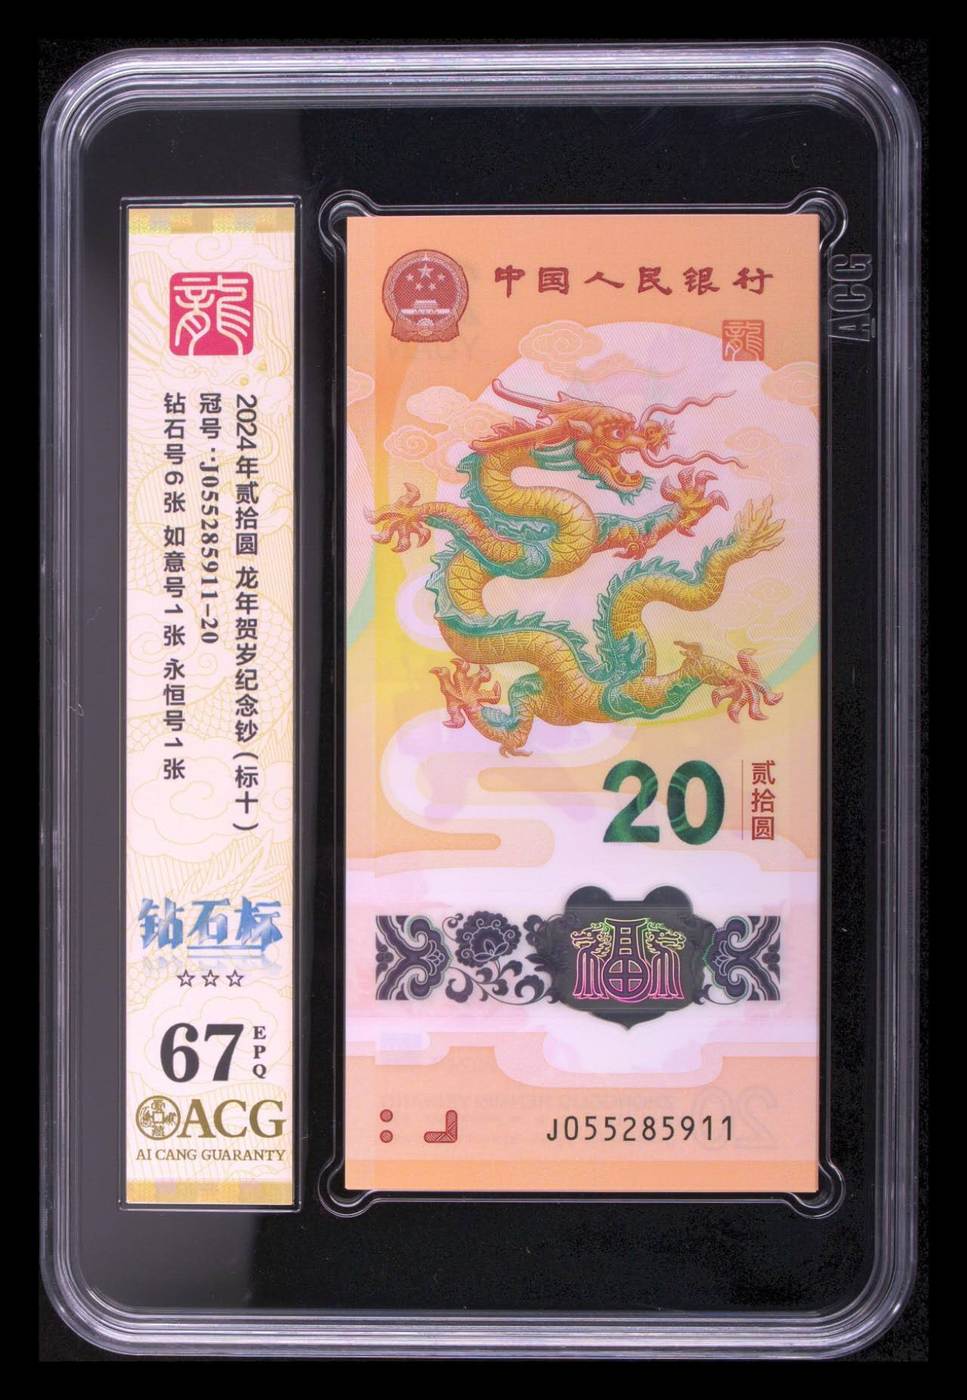 龍
2024年贰拾圆 龙年贺岁纪念钞(标十)
冠号:J055285911-20
钻石号6张 如意号1张 永恒号1张
钻石标
☆☆☆
67 EPQ
ACG
AI CANG GUARANTY
中国人民银行
龍
20 贰拾圆
福
J055285911
ACG